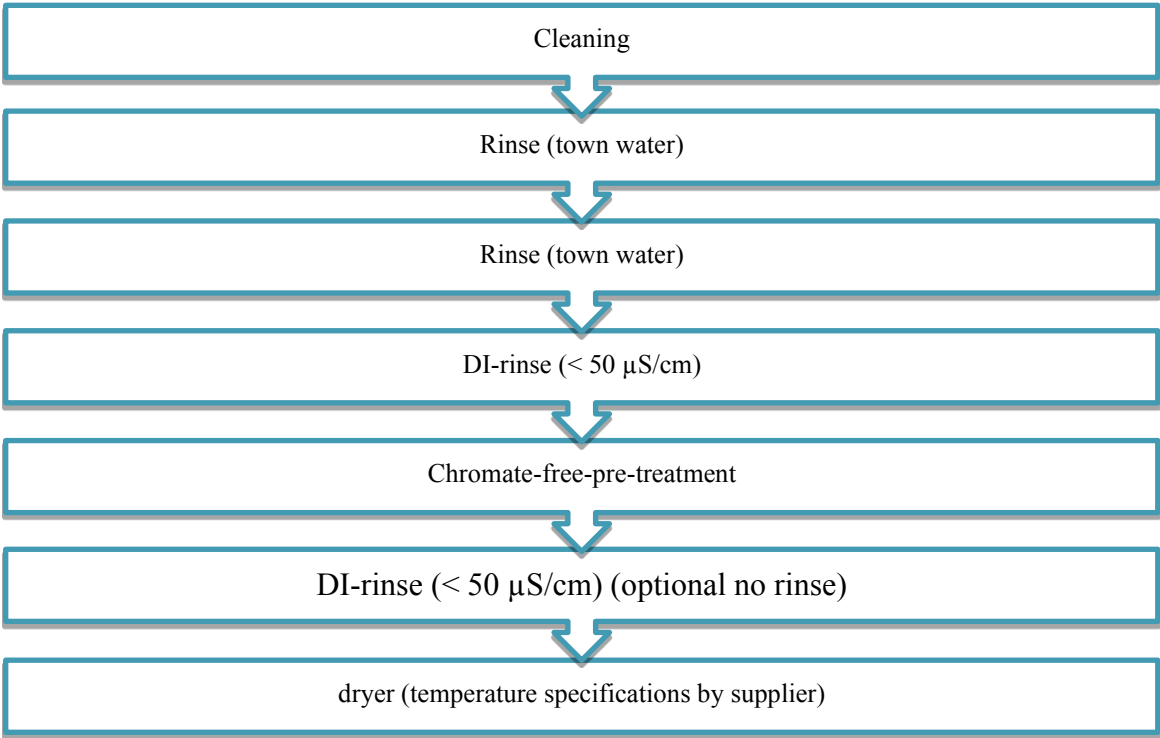 Cleaning
Rinse (town water)
Rinse (town water)
DI-rinse (< 50 µS/cm)
Chromate-free-pre-treatment
DI-rinse (< 50 µS/cm) (optional no rinse)
dryer (temperature specifications by supplier)